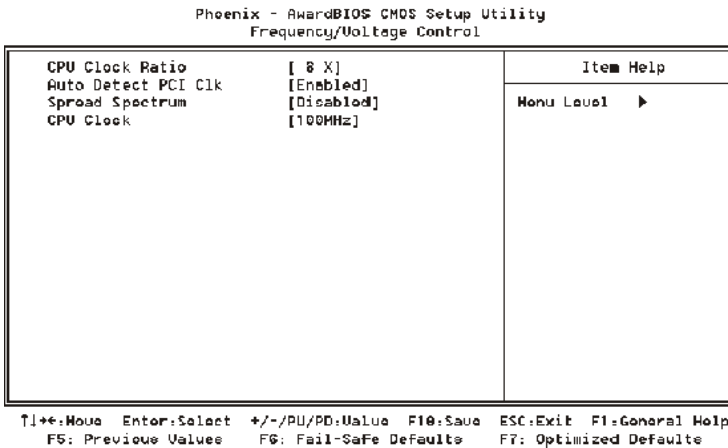 Phoenix - AwardBIOS CMOS Setup Utility
Frequency/Voltage Control
CPU Clock Ratio [ 8 X]
Auto Detect PCI Clk [Enabled]
Spread Spectrum [Disabled]
CPU Clock [100MHz]
Item Help
Menu Level ▶
↑↓→←:Move Enter:Select +/-/PU/PD:Value F10:Save ESC:Exit F1:General Help
F5: Previous Values F6: Fail-Safe Defaults F7: Optimized Defaults